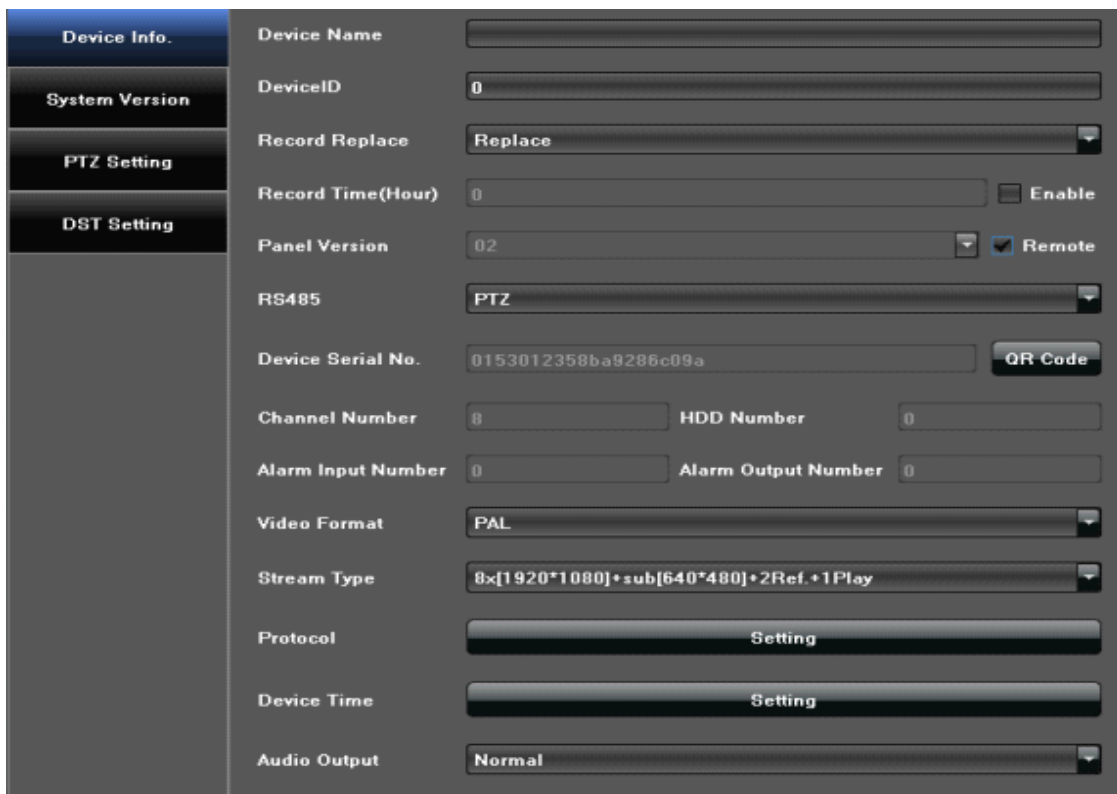 Device Info.
System Version
PTZ Setting
DST Setting
Device Name
DeviceID 0
Record Replace Replace
Record Time(Hour) 0 Enable
Panel Version 02 Remote
RS485 PTZ
Device Serial No. 0153012358ba9286c09a QR Code
Channel Number 8 HDD Number 0
Alarm Input Number 0 Alarm Output Number 0
Video Format PAL
Stream Type 8x[1920*1080]+sub[640*480]+2Ref.+1Play
Protocol Setting
Device Time Setting
Audio Output Normal